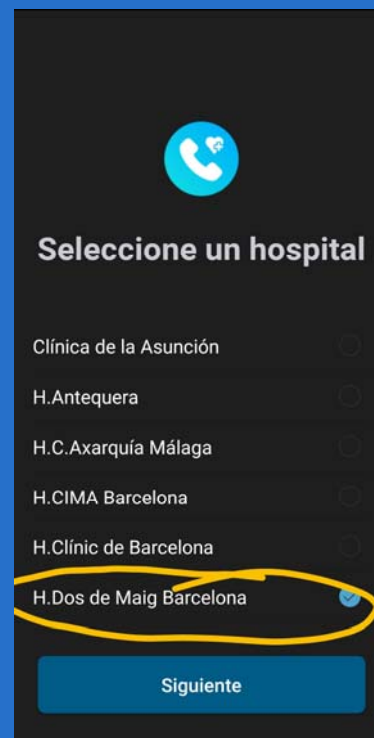 Seleccione un hospital
Clínica de la Asunción
H.Antequera
H.C.Axarquía Málaga
H.CIMA Barcelona
H.Clínic de Barcelona
H.Dos de Maig Barcelona
Siguiente